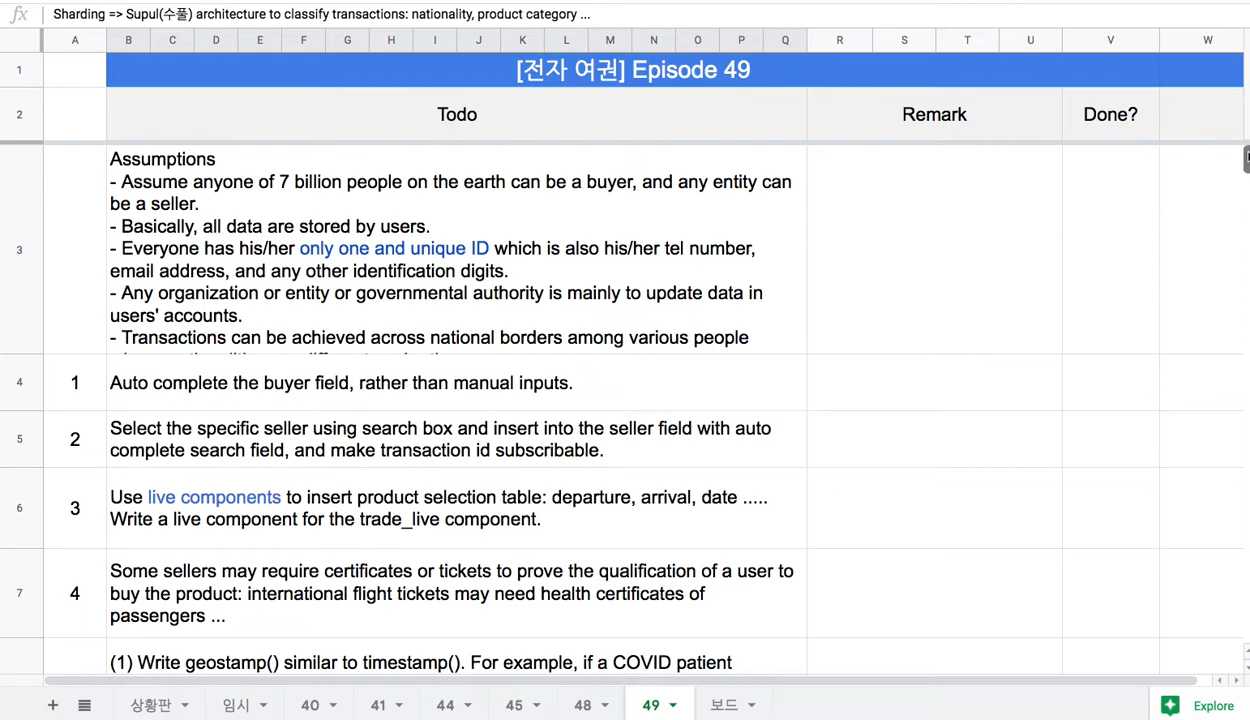 fx Sharding => Supul(수풀) architecture to classify transactions: nationality, product category ...
A B C D E F G H I J K L M N O P Q R S T U V W
1 [전자 여권] Episode 49
2 Todo Remark Done?
Assumptions
- Assume anyone of 7 billion people on the earth can be a buyer, and any entity can
be a seller.
- Basically, all data are stored by users.
3 - Everyone has his/her only one and unique ID which is also his/her tel number,
email address, and any other identification digits.
- Any organization or entity or governmental authority is mainly to update data in
users' accounts.
- Transactions can be achieved across national borders among various people
4 1 Auto complete the buyer field, rather than manual inputs.
5 2 Select the specific seller using search box and insert into the seller field with auto
complete search field, and make transaction id subscribable.
6 3 Use live components to insert product selection table: departure, arrival, date .....
Write a live component for the trade_live component.
Some sellers may require certificates or tickets to prove the qualification of a user to
7 4 buy the product: international flight tickets may need health certificates of
passengers ...
(1) Write geostamp() similar to timestamp(). For example, if a COVID patient
+ 상황판 임시 40 41 44 45 48 49 보드 Explore